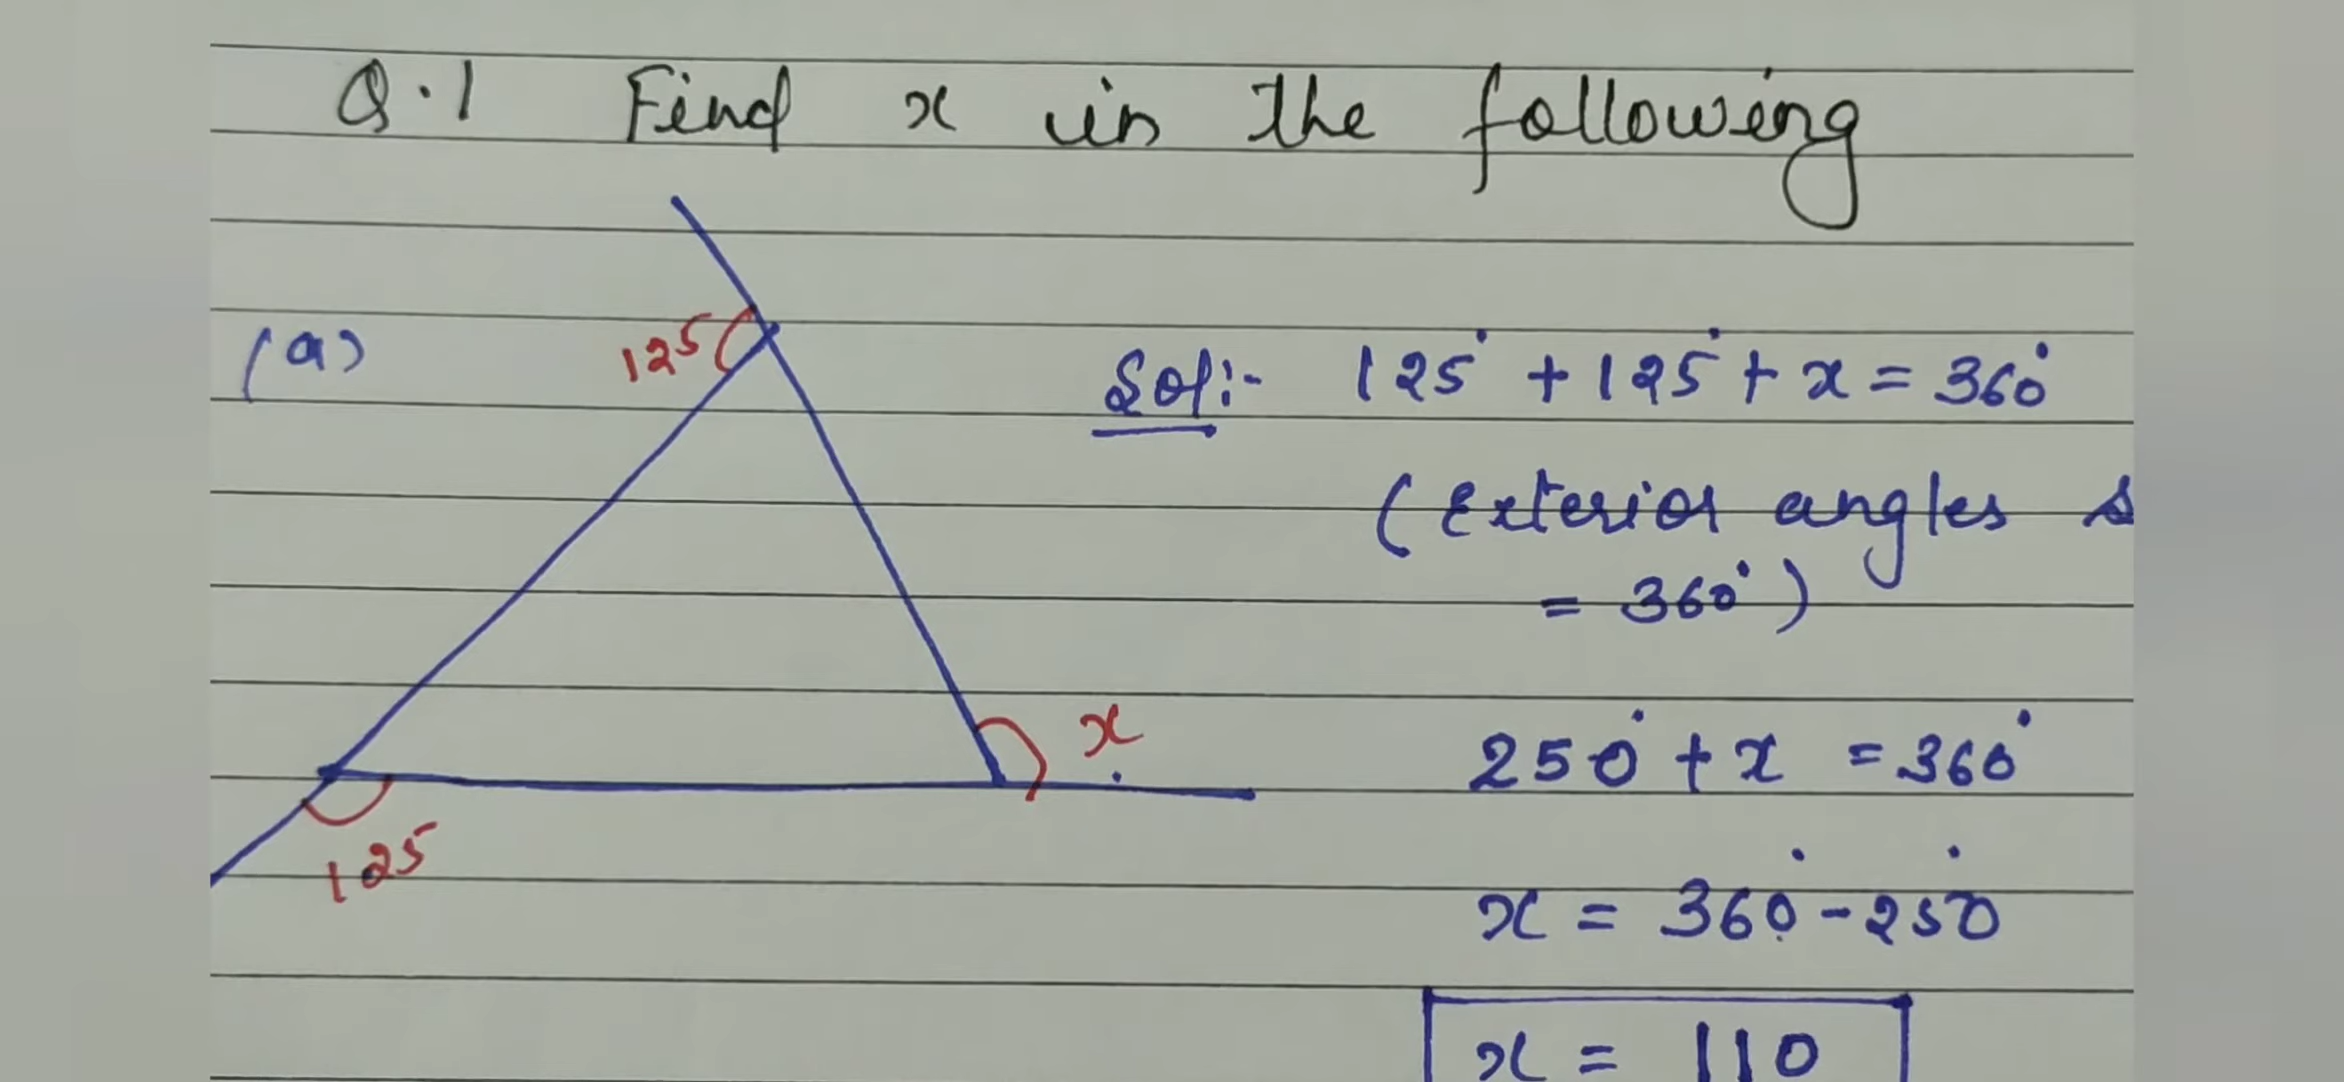 Q.1 Find x in the following
(a)
125
125
x
Sol:- 125° + 125° + x = 360°
(Exterior angles
= 360°)
250° + x = 360°
x = 360° - 250°
x = 110